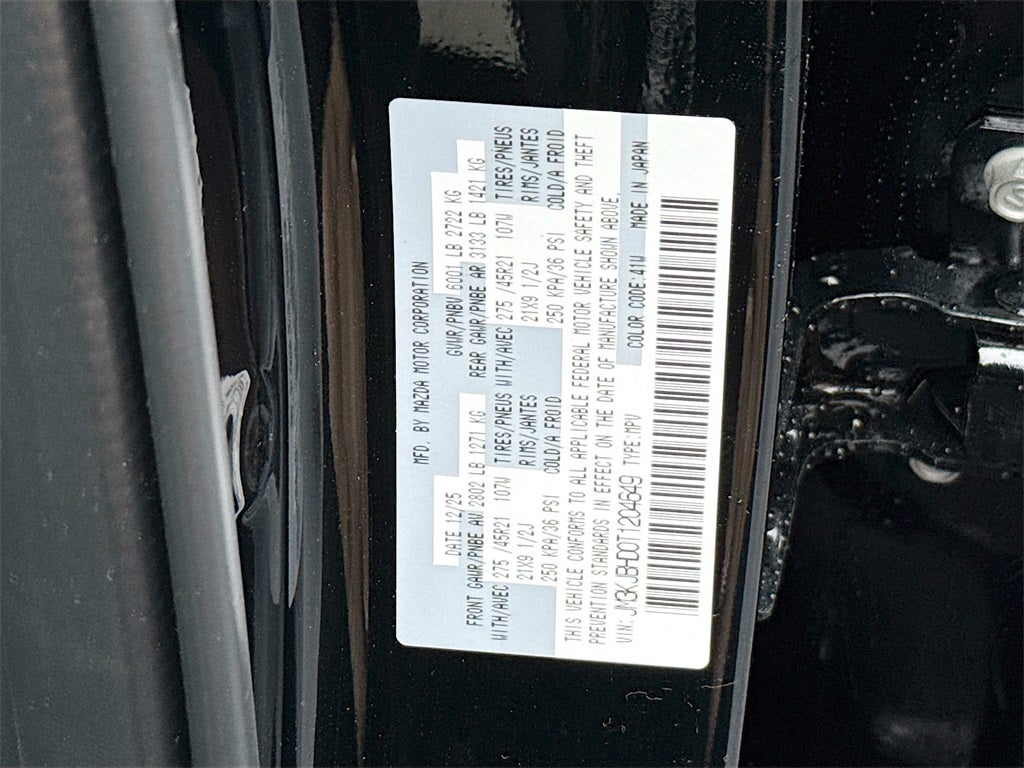 MFD. BY MAZDA MOTOR CORPORATION
DATE 12/25 GVWR/PNBV 6001 LB 2722 KG
FRONT GAWR/PNBE AV 2802 LB 1271 KG REAR GAWR/PNBE AR 3133 LB 1421 KG
WITH/AVEC 275 /45R21 107W TIRES/PNEUS WITH/AVEC 275 /45R21 107W TIRES/PNEUS
21X9 1/2J RIMS/JANTES 21X9 1/2J RIMS/JANTES
250 KPA/36 PSI COLD/A FROID 250 KPA/36 PSI COLD/A FROID
THIS VEHICLE CONFORMS TO ALL APPLICABLE FEDERAL MOTOR VEHICLE SAFETY AND THEFT
PREVENTION STANDARDS IN EFFECT ON THE DATE OF MANUFACTURE SHOWN ABOVE.
VIN: JM3KJBHD0T1204649 TYPE:MPV COLOR CODE:41W MADE IN JAPAN